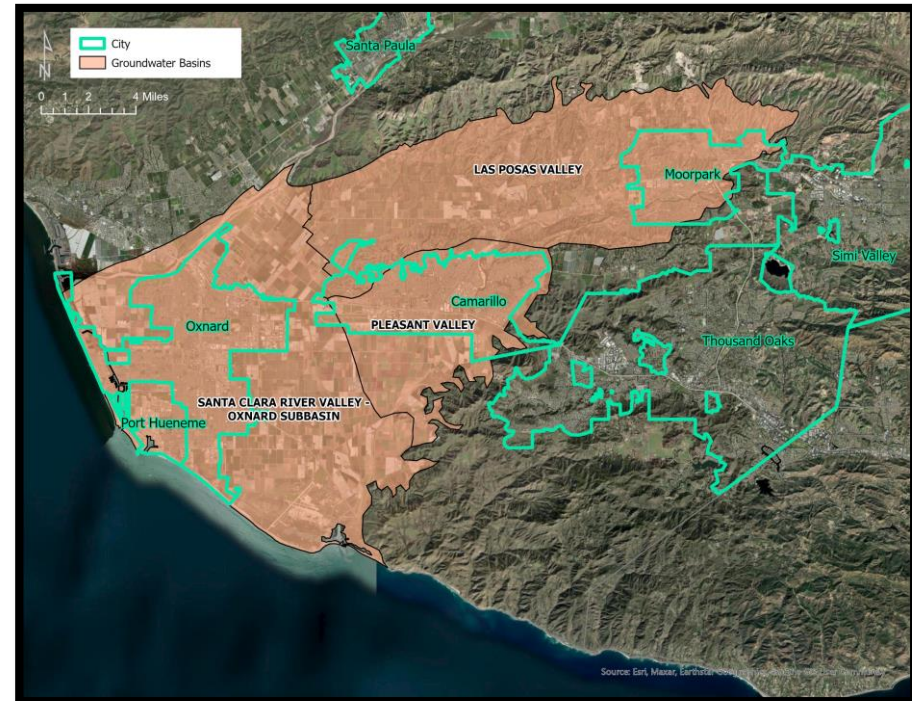 City
Groundwater Basins
N
0 1 2 4 Miles
Santa Paula
LAS POSAS VALLEY
Moorpark
Simi Valley
Camarillo
Oxnard
PLEASANT VALLEY
Thousand Oaks
SANTA CLARA RIVER VALLEY -
OXNARD SUBBASIN
Port Hueneme
Source: Esri, Maxar, Earthstar